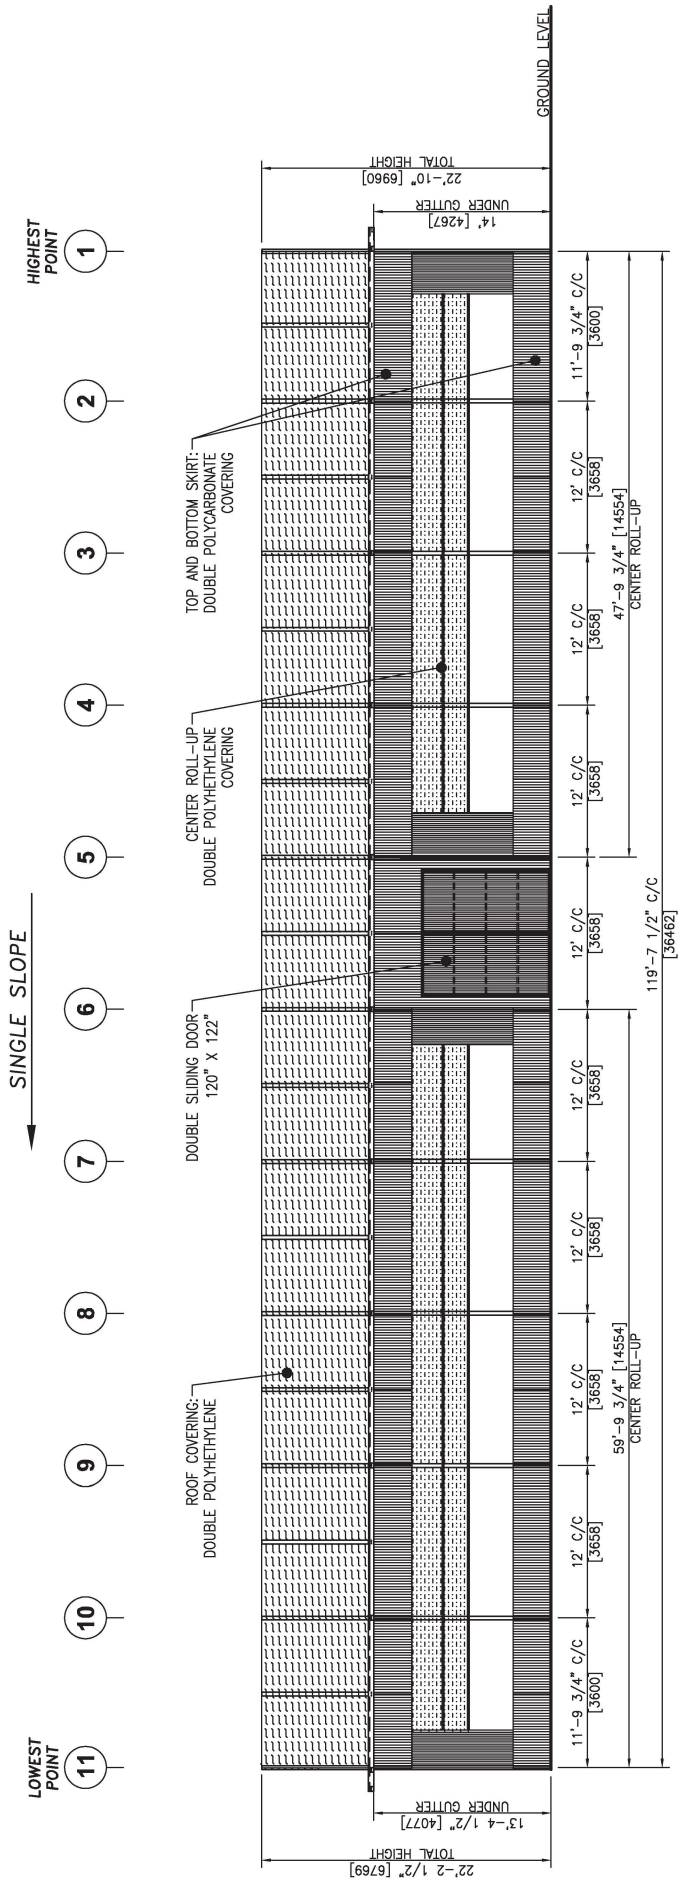 SINGLE SLOPE
LOWEST
POINT
HIGHEST
POINT
11
10
9
8
7
6
5
4
3
2
1
ROOF COVERING:
DOUBLE POLYHETHYLENE
DOUBLE SLIDING DOOR
120" X 122"
CENTER ROLL-UP
DOUBLE POLYHETHYLENE
COVERING
TOP AND BOTTOM SKIRT:
DOUBLE POLYCARBONATE
COVERING
22'-2 1/2" [6769]
TOTAL HEIGHT
13'-4 1/2" [4077]
UNDER GUTTER
14' [4267]
UNDER GUTTER
22'-10" [6960]
TOTAL HEIGHT
GROUND LEVEL
11'-9 3/4" C/C
[3600]
12' C/C
[3658]
12' C/C
[3658]
12' C/C
[3658]
12' C/C
[3658]
12' C/C
[3658]
12' C/C
[3658]
12' C/C
[3658]
12' C/C
[3658]
11'-9 3/4" C/C
[3600]
59'-9 3/4" [14554]
CENTER ROLL-UP
47'-9 3/4" [14554]
CENTER ROLL-UP
119'-7 1/2" C/C
[36462]